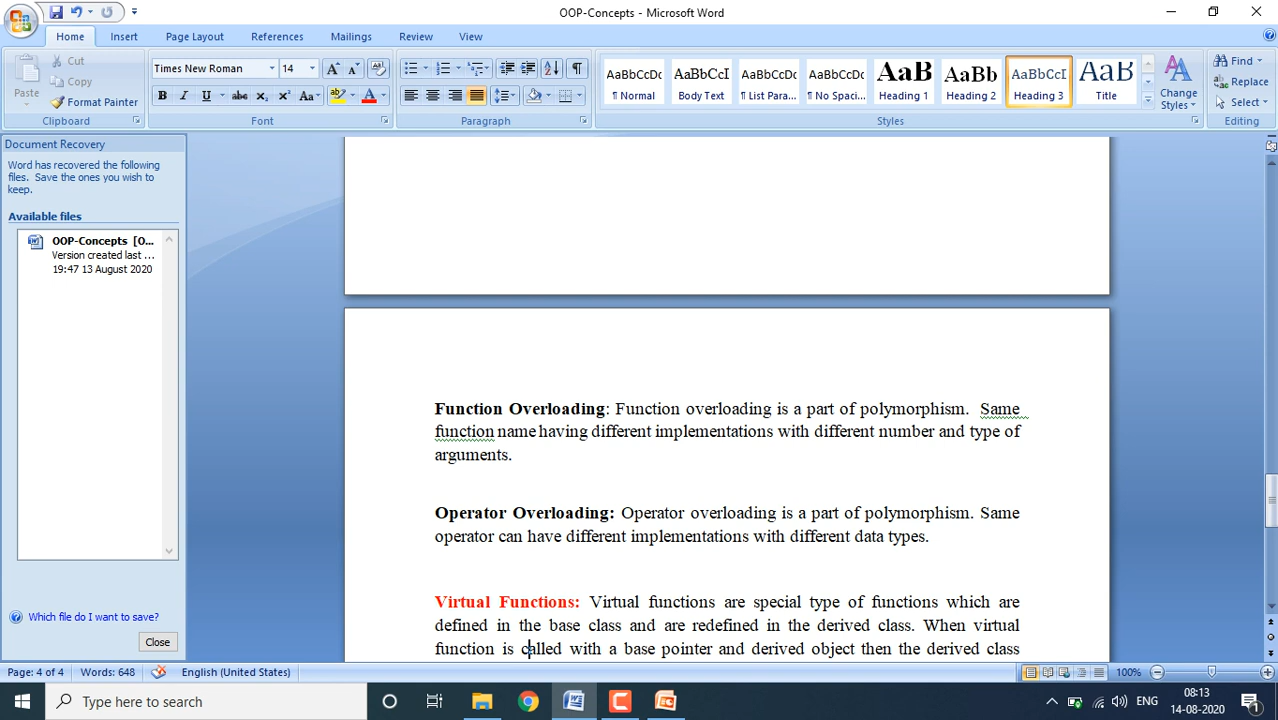 OOP-Concepts - Microsoft Word
Home Insert Page Layout References Mailings Review View
Paste
Cut
Copy
Format Painter
Clipboard
Times New Roman 14
B I U abc x₂ x² Aa
Font
Paragraph
AaBbCcDc AaBbCcI AaBbCcDc AaBbCcDc AaB AaBb AaBbCcI AaB
¶ Normal Body Text ¶ List Para... ¶ No Spaci... Heading 1 Heading 2 Heading 3 Title
Change Styles
Styles
Find
Replace
Select
Editing
Document Recovery
Word has recovered the following
files. Save the ones you wish to
keep.
Available files
OOP-Concepts [O...
Version created last ...
19:47 13 August 2020
Which file do I want to save?
Close
Function Overloading: Function overloading is a part of polymorphism. Same
function name having different implementations with different number and type of
arguments.
Operator Overloading: Operator overloading is a part of polymorphism. Same
operator can have different implementations with different data types.
Virtual Functions: Virtual functions are special type of functions which are
defined in the base class and are redefined in the derived class. When virtual
function is called with a base pointer and derived object then the derived class
Page: 4 of 4 Words: 648 English (United States) 100%
Type here to search
ENG
08:13
14-08-2020
1